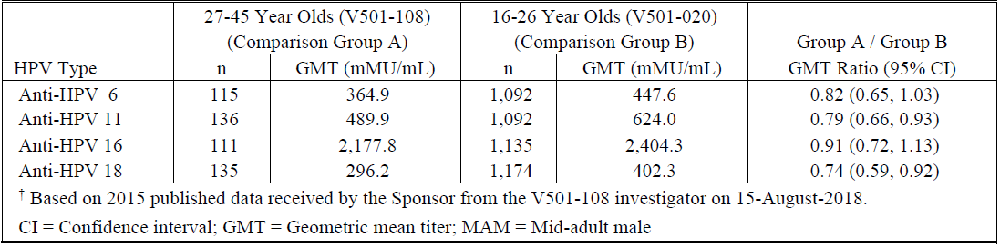 27-45 Year Olds (V501-108) 16-26 Year Olds (V501-020)
(Comparison Group A) (Comparison Group B) Group A / Group B
HPV Type n GMT (mMU/mL) n GMT (mMU/mL) GMT Ratio (95% CI)
Anti-HPV 6 115 364.9 1,092 447.6 0.82 (0.65, 1.03)
Anti-HPV 11 136 489.9 1,092 624.0 0.79 (0.66, 0.93)
Anti-HPV 16 111 2,177.8 1,135 2,404.3 0.91 (0.72, 1.13)
Anti-HPV 18 135 296.2 1,174 402.3 0.74 (0.59, 0.92)
† Based on 2015 published data received by the Sponsor from the V501-108 investigator on 15-August-2018.
CI = Confidence interval; GMT = Geometric mean titer; MAM = Mid-adult male